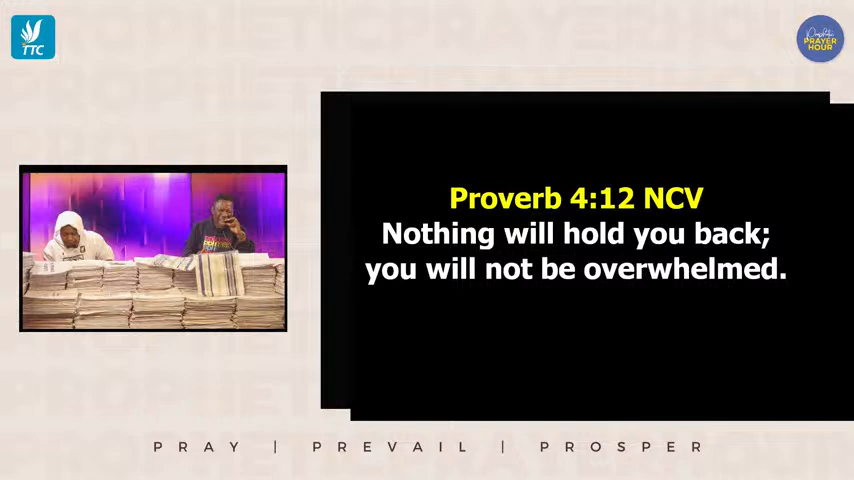 TTC
Prophetic
PRAYER
HOUR
Proverb 4:12 NCV
Nothing will hold you back;
you will not be overwhelmed.
PRAY | PREVAIL | PROSPER